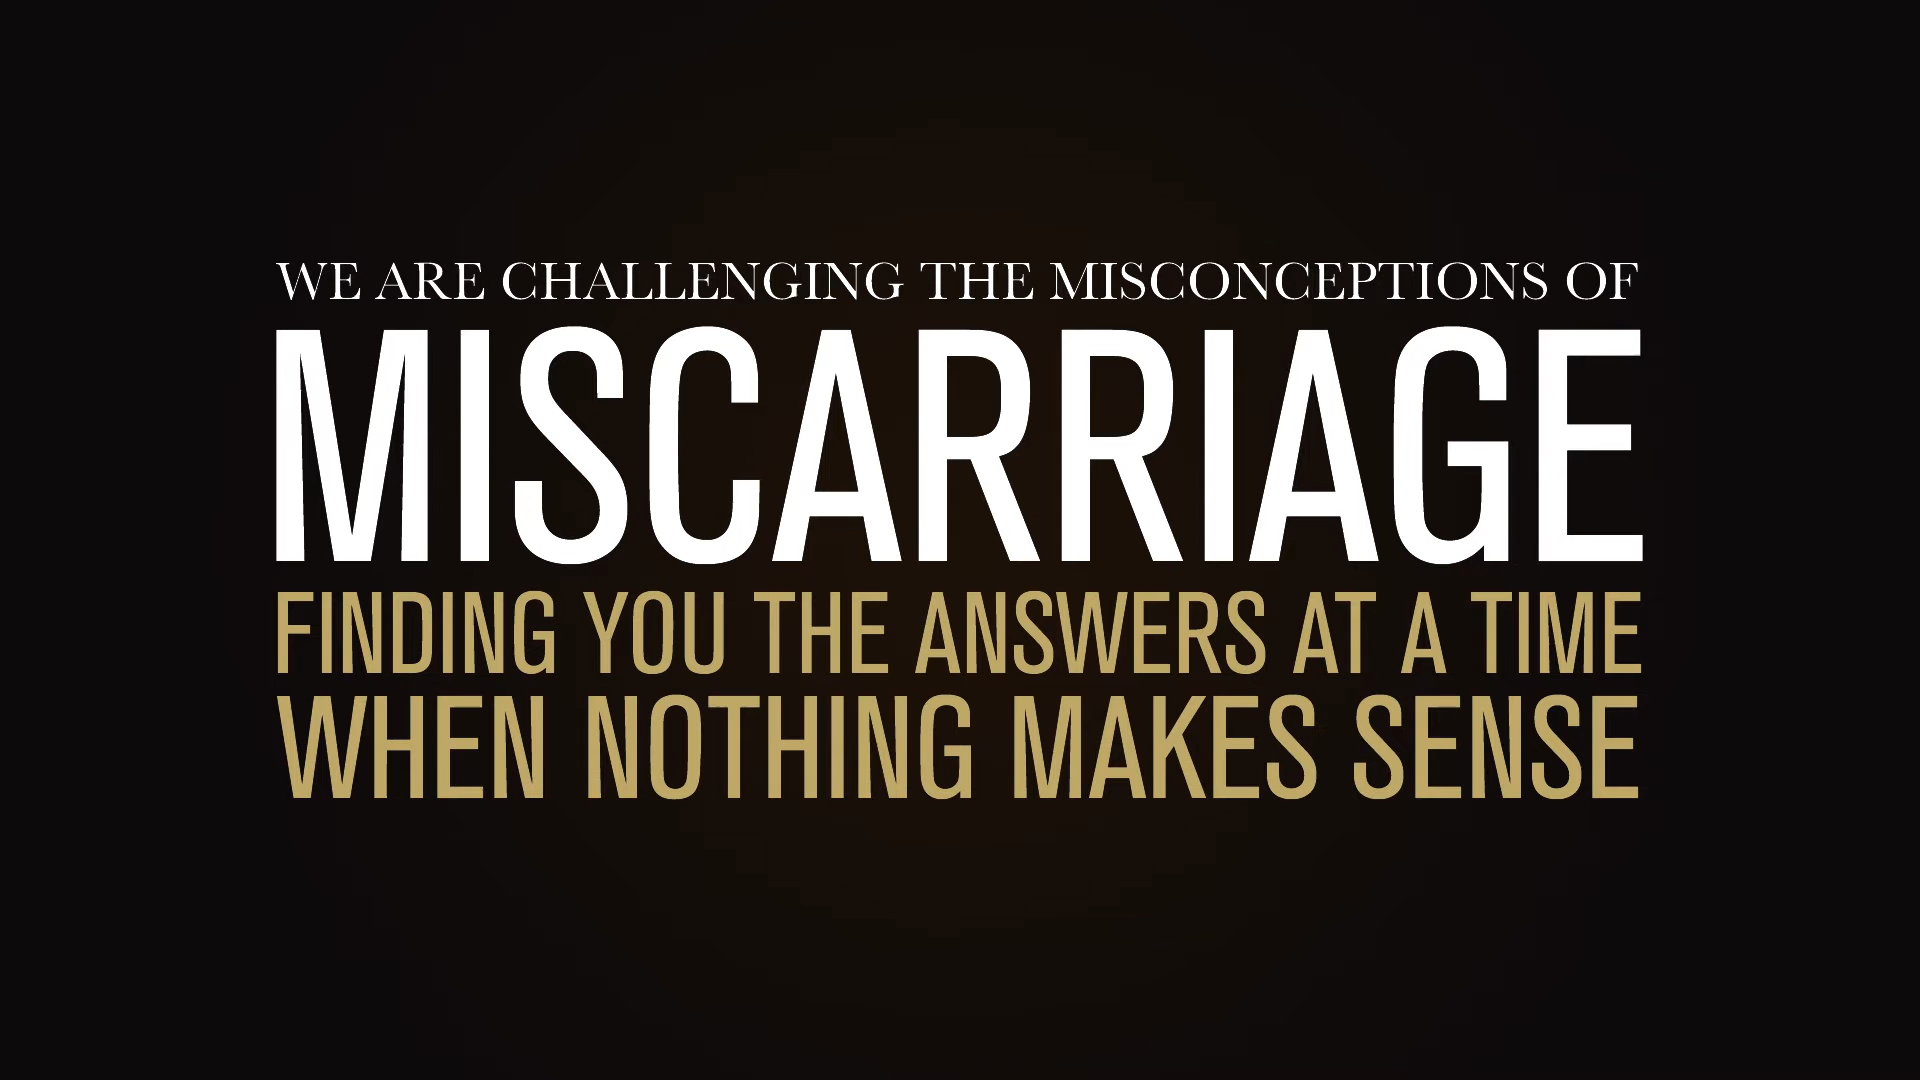 WE ARE CHALLENGING THE MISCONCEPTIONS OF
MISCARRIAGE
FINDING YOU THE ANSWERS AT A TIME
WHEN NOTHING MAKES SENSE